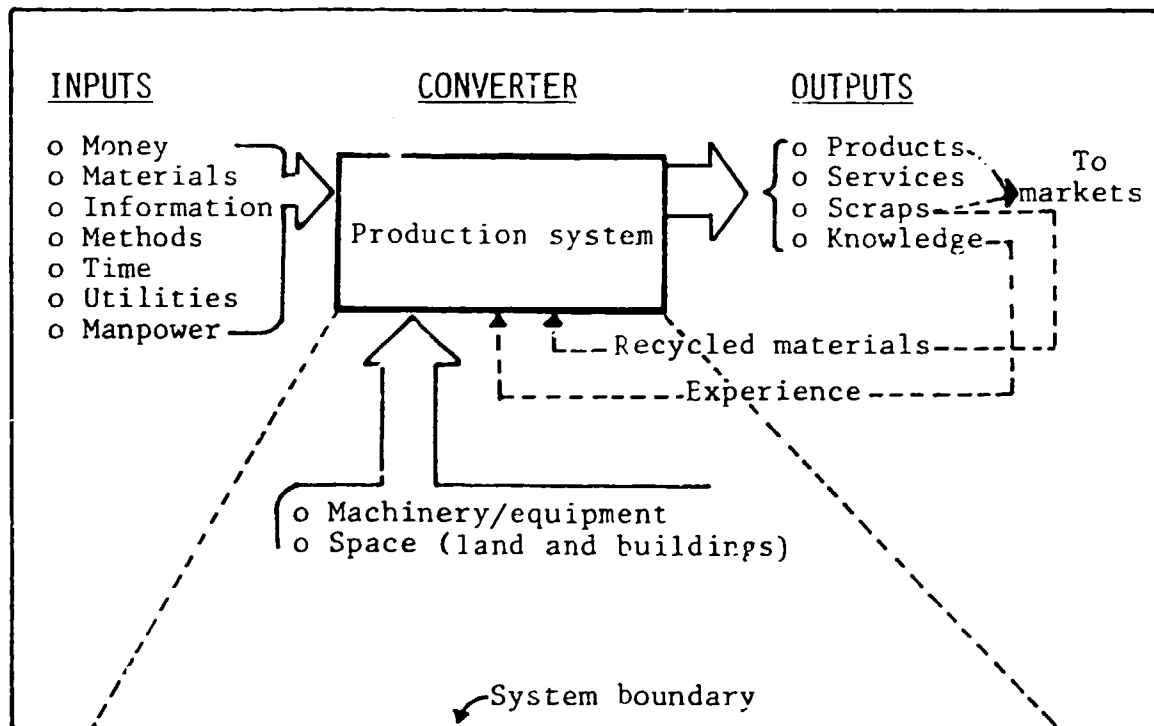 INPUTS
CONVERTER
OUTPUTS
o Money
o Materials
o Information
o Methods
o Time
o Utilities
o Manpower
Production system
o Products
o Services
o Scraps
o Knowledge
To
markets
Recycled materials
Experience
o Machinery/equipment
o Space (land and buildings)
System boundary